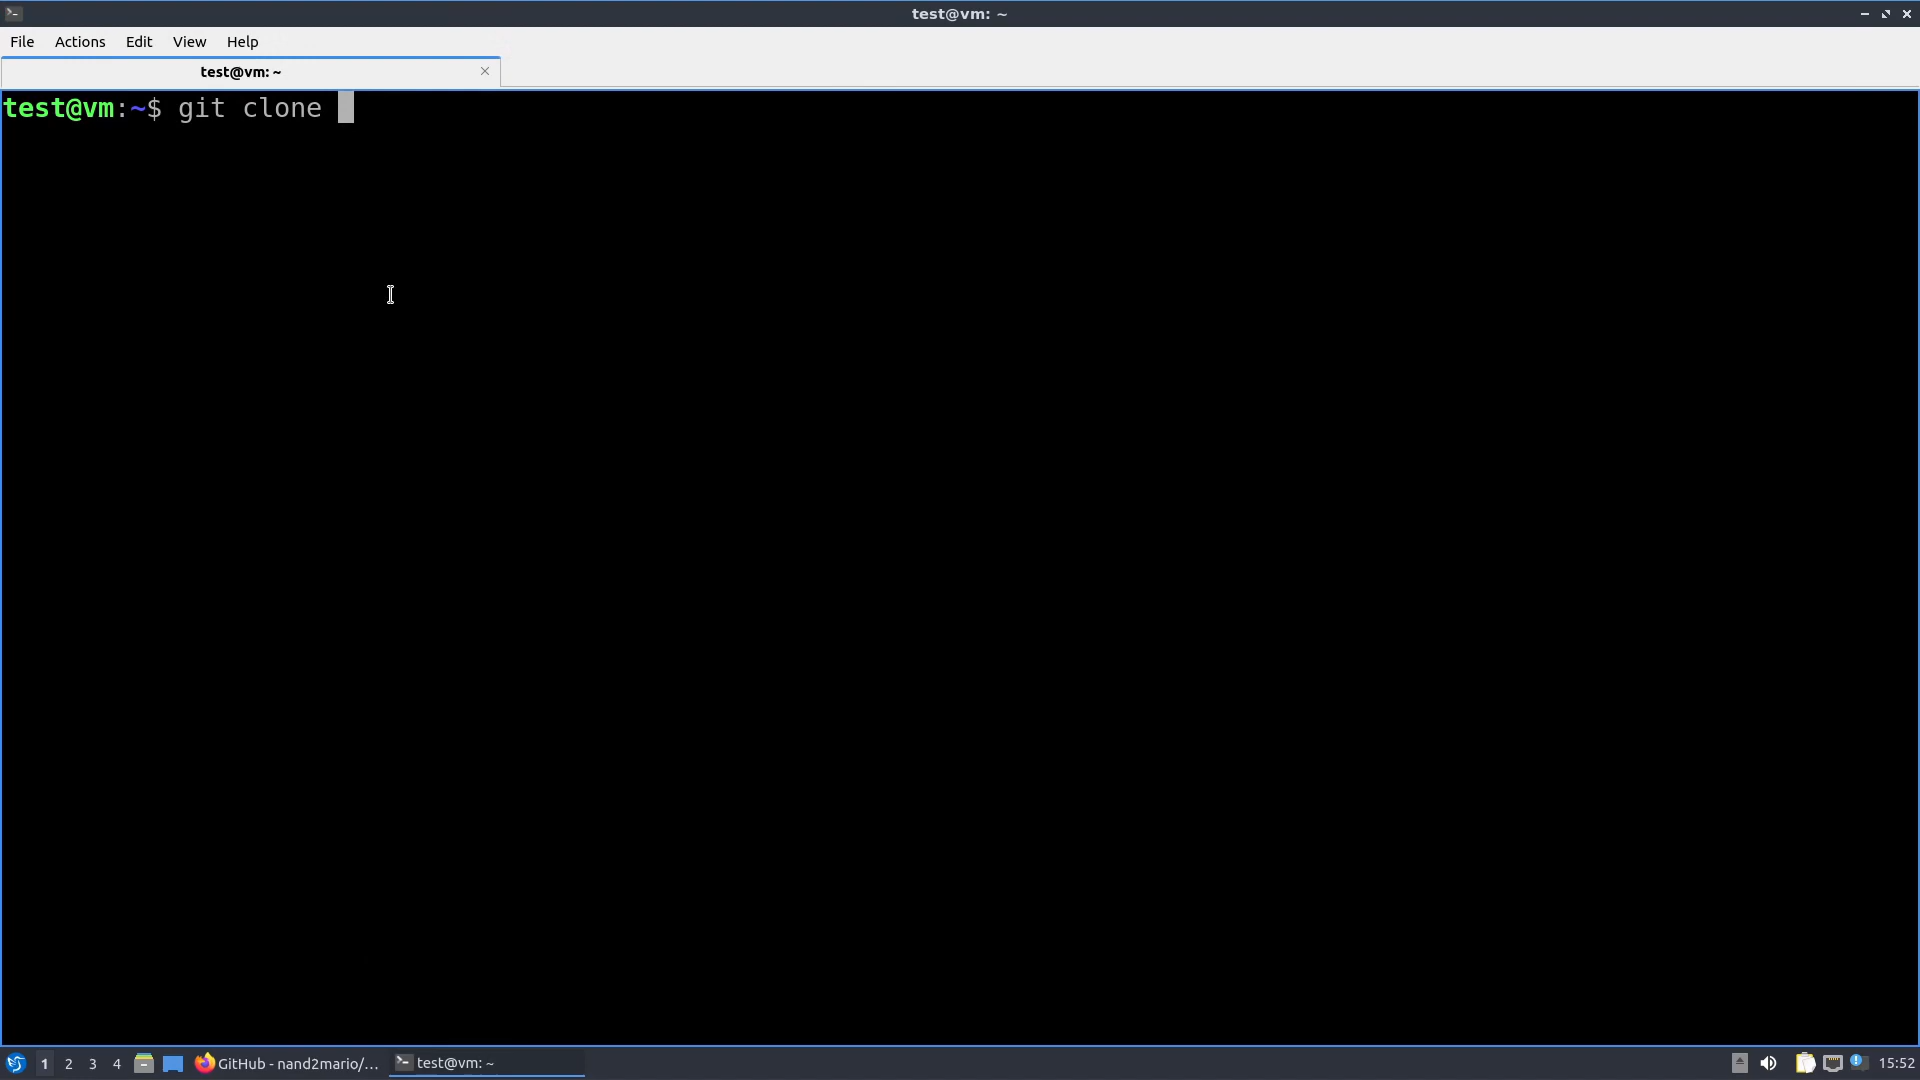 test@vm: ~
File Actions Edit View Help
test@vm: ~
test@vm:~$ git clone
1 2 3 4 GitHub - nand2mario/... test@vm: ~ 15:52